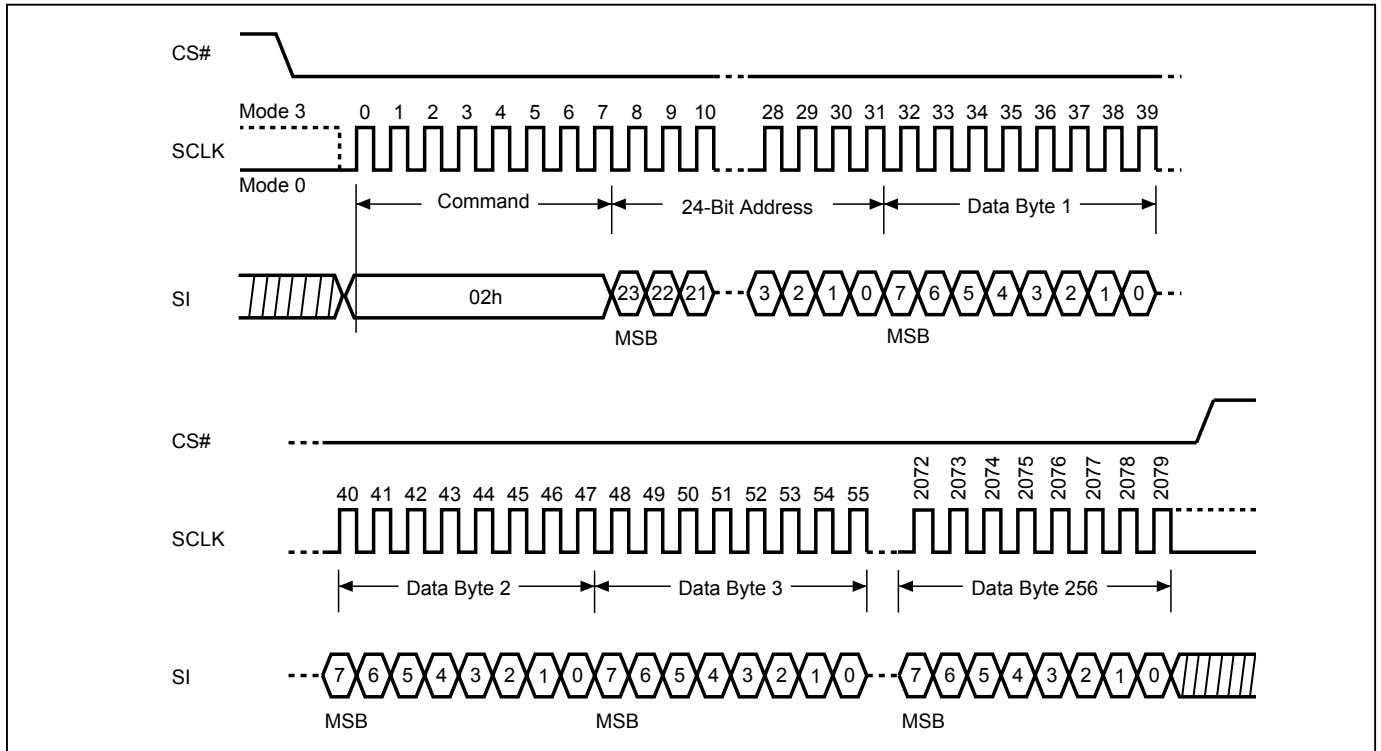 CS#
Mode 3
0 1 2 3 4 5 6 7 8 9 10 28 29 30 31 32 33 34 35 36 37 38 39
SCLK
Mode 0
Command 24-Bit Address Data Byte 1
SI 02h 23 22 21 3 2 1 0 7 6 5 4 3 2 1 0
MSB MSB
CS#
40 41 42 43 44 45 46 47 48 49 50 51 52 53 54 55 2072 2073 2074 2075 2076 2077 2078 2079
SCLK
Data Byte 2 Data Byte 3 Data Byte 256
SI 7 6 5 4 3 2 1 0 7 6 5 4 3 2 1 0 7 6 5 4 3 2 1 0
MSB MSB MSB